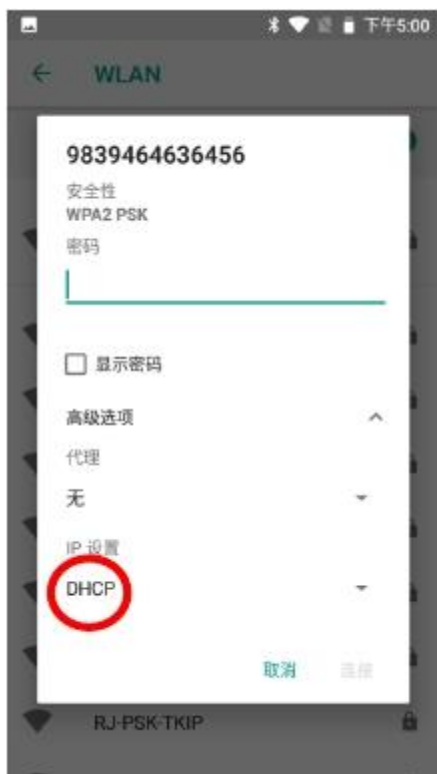 下午5:00
WLAN
9839464636456
安全性
WPA2 PSK
密码
显示密码
高级选项
代理
无
IP 设置
DHCP
取消 连接
RJ-PSK-TKIP